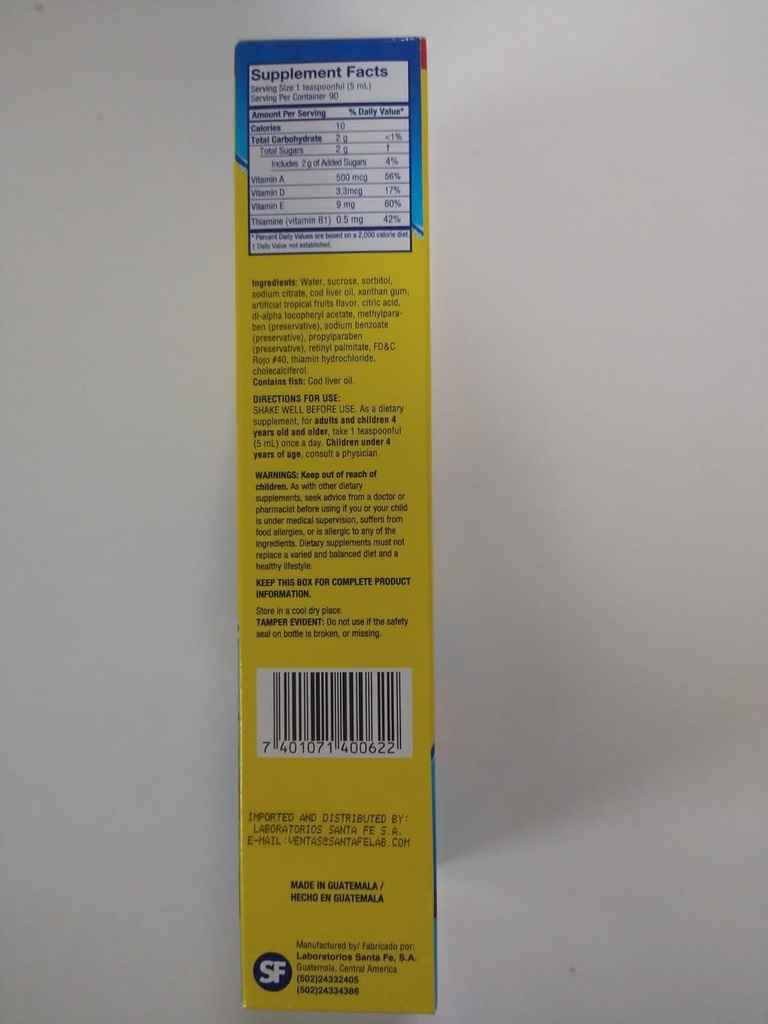 Supplement Facts
Serving Size 1 teaspoonful (5 mL)
Serving Per Container 90
Amount Per Serving % Daily Value*
Calories 10
Total Carbohydrate 2 g <1%
Total Sugars 2 g †
Includes 2 g of Added Sugars 4%
Vitamin A 500 mcg 56%
Vitamin D 3.3mcg 17%
Vitamin E 9 mg 60%
Thiamine (vitamin B1) 0.5 mg 42%
* Percent Daily Values are based on a 2,000 calorie diet.
† Daily Value not established.
Ingredients: Water, sucrose, sorbitol,
sodium citrate, cod liver oil, xanthan gum,
artificial tropical fruits flavor, citric acid,
dl-alpha tocopheryl acetate, methylpara-
ben (preservative), sodium benzoate
(preservative), propylparaben
(preservative), retinyl palmitate, FD&C
Rojo #40, thiamin hydrochloride,
cholecalciferol.
Contains fish: Cod liver oil.
DIRECTIONS FOR USE:
SHAKE WELL BEFORE USE. As a dietary
supplement, for adults and children 4
years old and older, take 1 teaspoonful
(5 mL) once a day. Children under 4
years of age, consult a physician.
WARNINGS: Keep out of reach of
children. As with other dietary
supplements, seek advice from a doctor or
pharmacist before using if you or your child
is under medical supervision, suffers from
food allergies, or is allergic to any of the
ingredients. Dietary supplements must not
replace a varied and balanced diet and a
healthy lifestyle.
KEEP THIS BOX FOR COMPLETE PRODUCT
INFORMATION.
Store in a cool dry place.
TAMPER EVIDENT: Do not use if the safety
seal on bottle is broken, or missing.
7 401071 400622
IMPORTED AND DISTRIBUTED BY:
LABORATORIOS SANTA FE S.A.
E-MAIL:VENTAS@SANTAFELAB.COM
MADE IN GUATEMALA /
HECHO EN GUATEMALA
Manufactured by/ Fabricado por:
Laboratorios Santa Fe, S.A.
Guatemala, Central America
(502)24332405
(502)24334386
SF